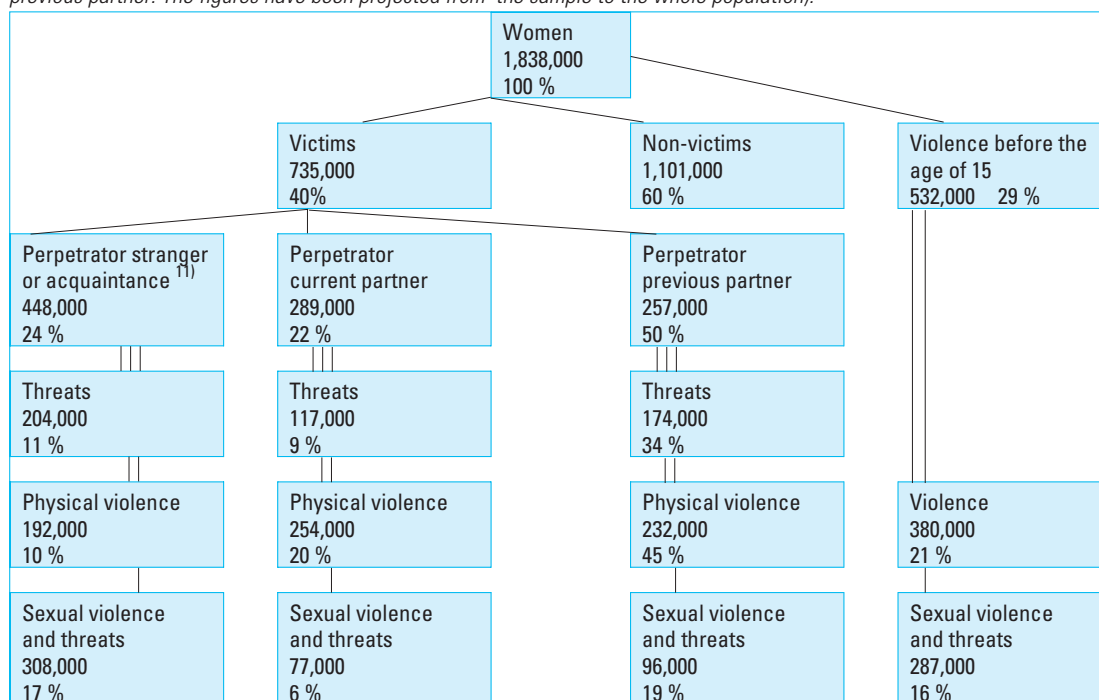 previous partner. The figures have been projected from the sample to the whole population).
Women
1,838,000
100 %
Victims
735,000
40%
Non-victims
1,101,000
60 %
Violence before the
age of 15
532,000 29 %
Perpetrator stranger
or acquaintance 11)
448,000
24 %
Perpetrator
current partner
289,000
22 %
Perpetrator
previous partner
257,000
50 %
Threats
204,000
11 %
Threats
117,000
9 %
Threats
174,000
34 %
Physical violence
192,000
10 %
Physical violence
254,000
20 %
Physical violence
232,000
45 %
Violence
380,000
21 %
Sexual violence
and threats
308,000
17 %
Sexual violence
and threats
77,000
6 %
Sexual violence
and threats
96,000
19 %
Sexual violence
and threats
287,000
16 %